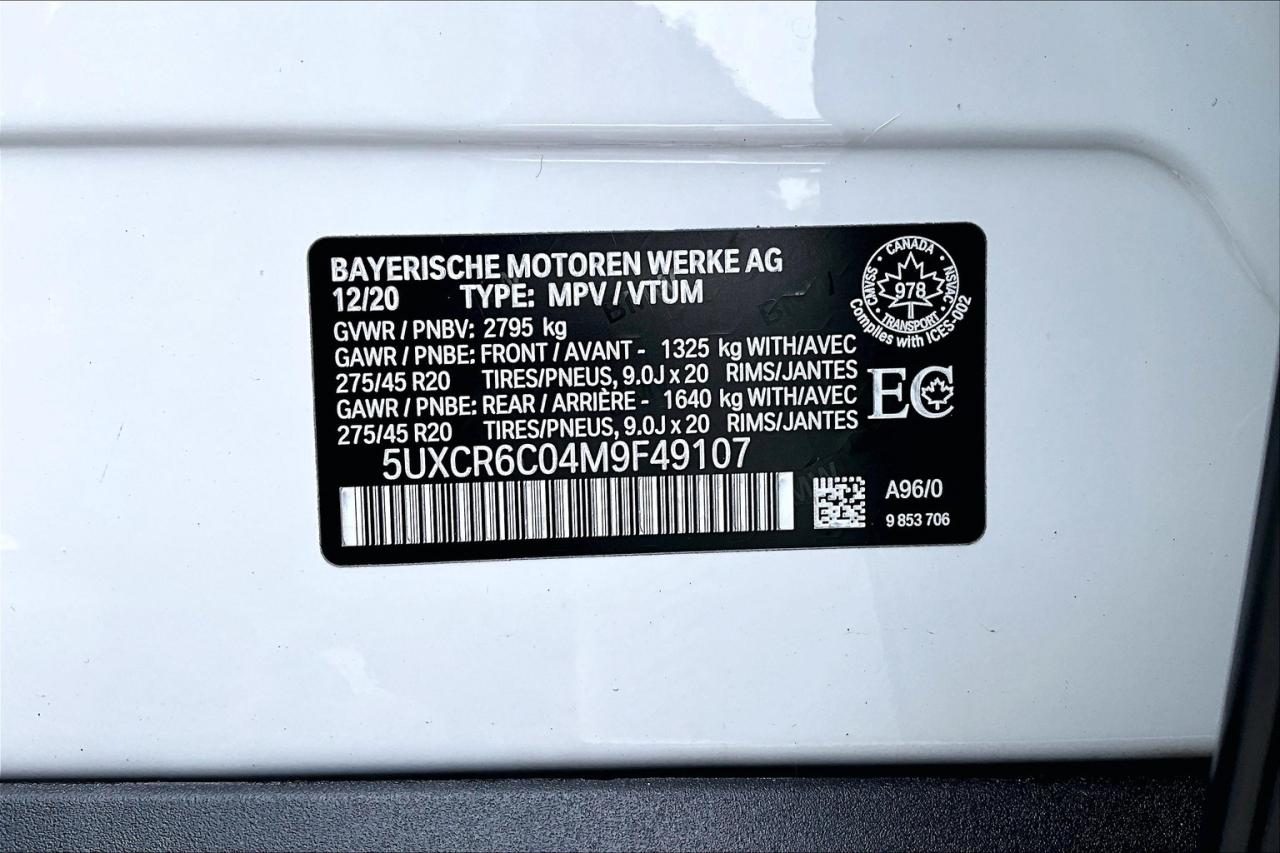 BAYERISCHE MOTOREN WERKE AG
12/20 TYPE: MPV / VTUM
GVWR / PNBV: 2795 kg
GAWR / PNBE: FRONT / AVANT - 1325 kg WITH/AVEC
275/45 R20 TIRES/PNEUS, 9.0J x 20 RIMS/JANTES
GAWR / PNBE: REAR / ARRIÈRE - 1640 kg WITH/AVEC
275/45 R20 TIRES/PNEUS, 9.0J x 20 RIMS/JANTES
5UXCR6C04M9F49107
CANADA
CMVSS
978
NSVAC
TRANSPORT
Complies with ICES-002
EC
A96/0
9 853 706
BMW